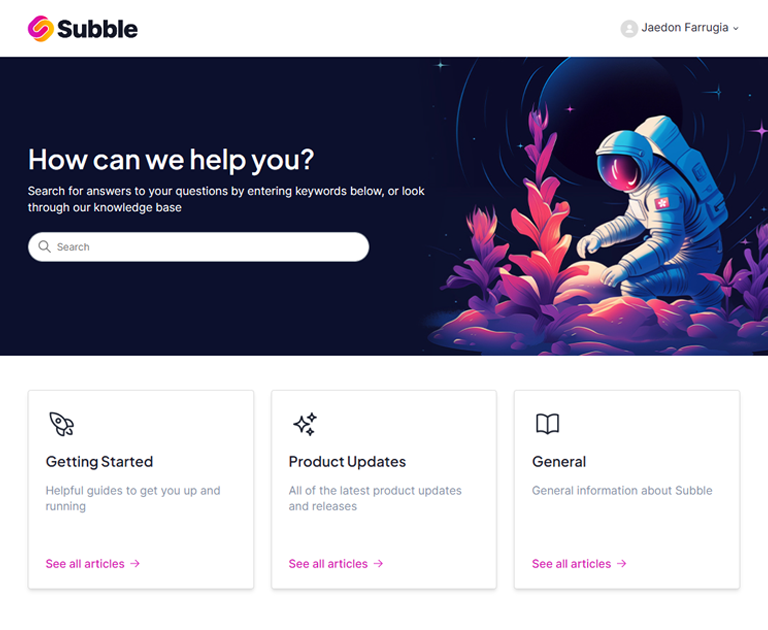 Subble
Jaedon Farrugia
How can we help you?
Search for answers to your questions by entering keywords below, or look
through our knowledge base
Search
Getting Started
Helpful guides to get you up and
running
See all articles →
Product Updates
All of the latest product updates
and releases
See all articles →
General
General information about Subble
See all articles →